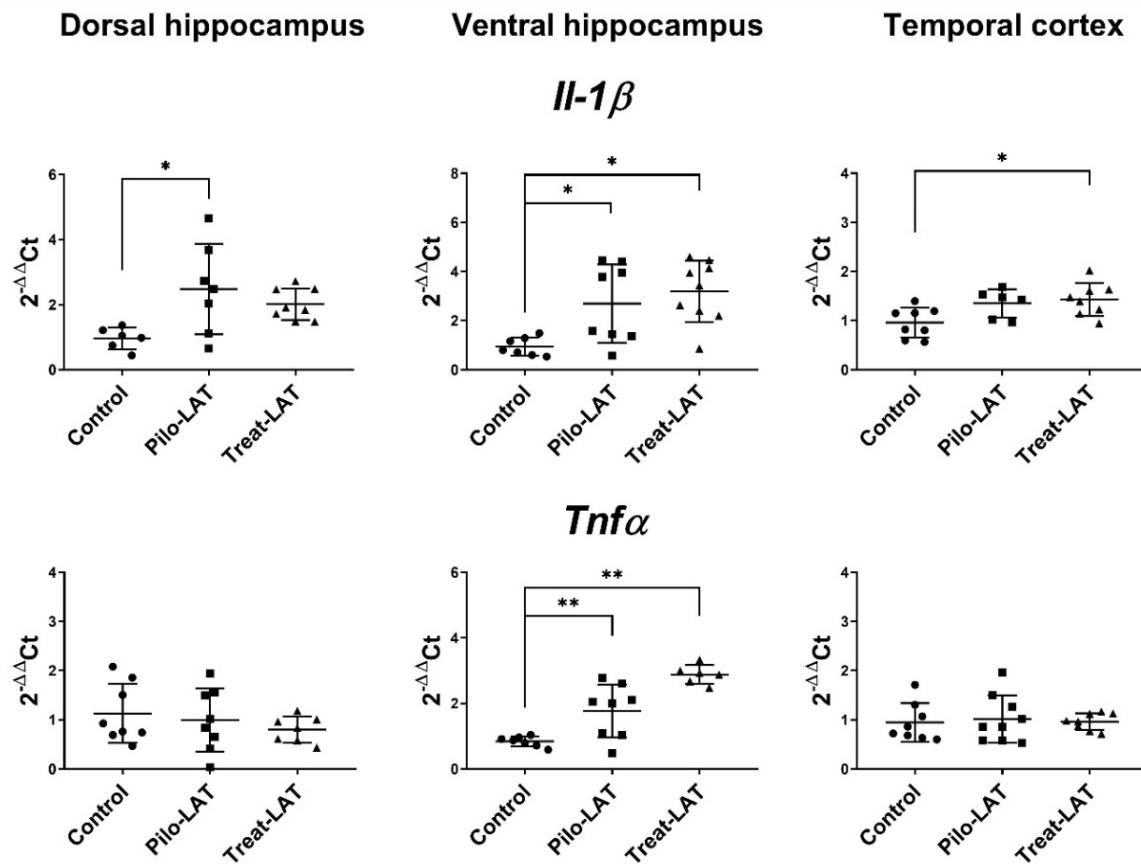 Dorsal hippocampus Ventral hippocampus Temporal cortex
Il-1β
* * * *
2^-ΔΔCt 6 4 2 0
Control Pilo-LAT Treat-LAT
2^-ΔΔCt 8 6 4 2 0
Control Pilo-LAT Treat-LAT
2^-ΔΔCt 4 3 2 1 0
Control Pilo-LAT Treat-LAT
Tnfα
** **
2^-ΔΔCt 4 3 2 1 0
Control Pilo-LAT Treat-LAT
2^-ΔΔCt 6 4 2 0
Control Pilo-LAT Treat-LAT
2^-ΔΔCt 4 3 2 1 0
Control Pilo-LAT Treat-LAT